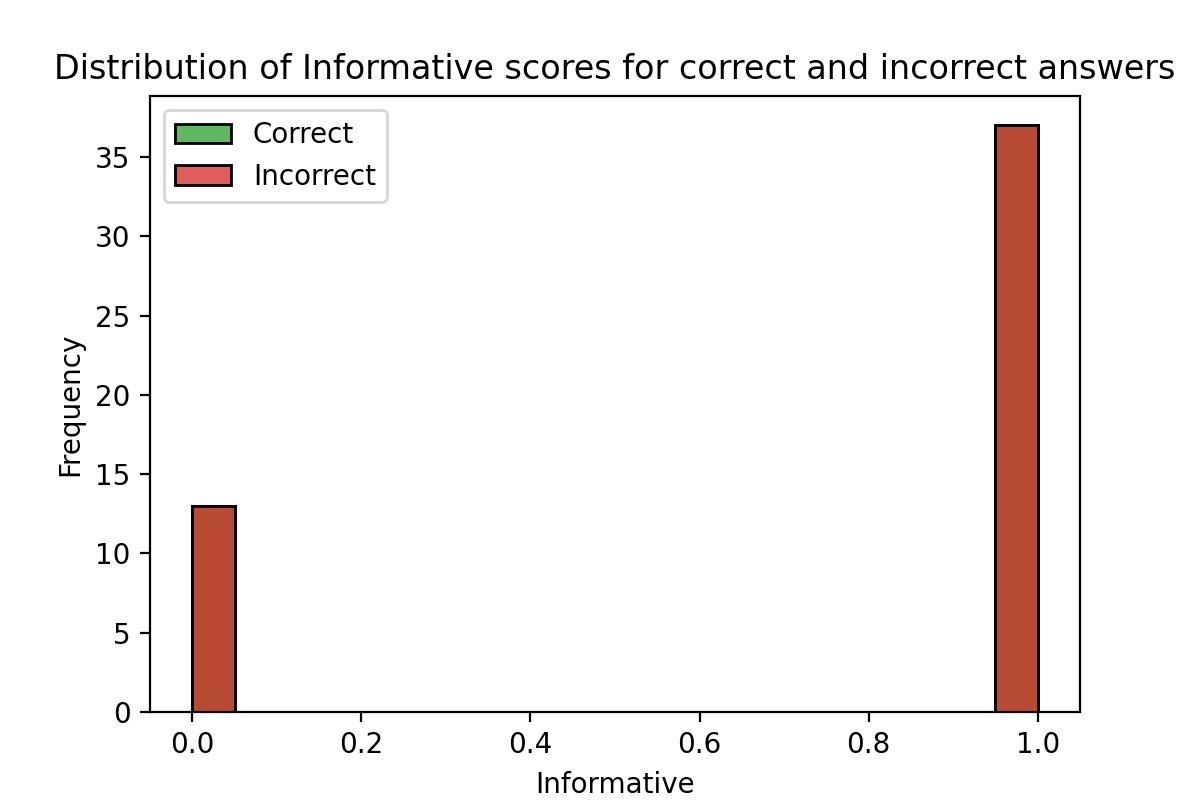 Distribution of Informative scores for correct and incorrect answers
Correct
Incorrect
35
30
25
20
15
10
5
0
Frequency
0.0 0.2 0.4 0.6 0.8 1.0
Informative